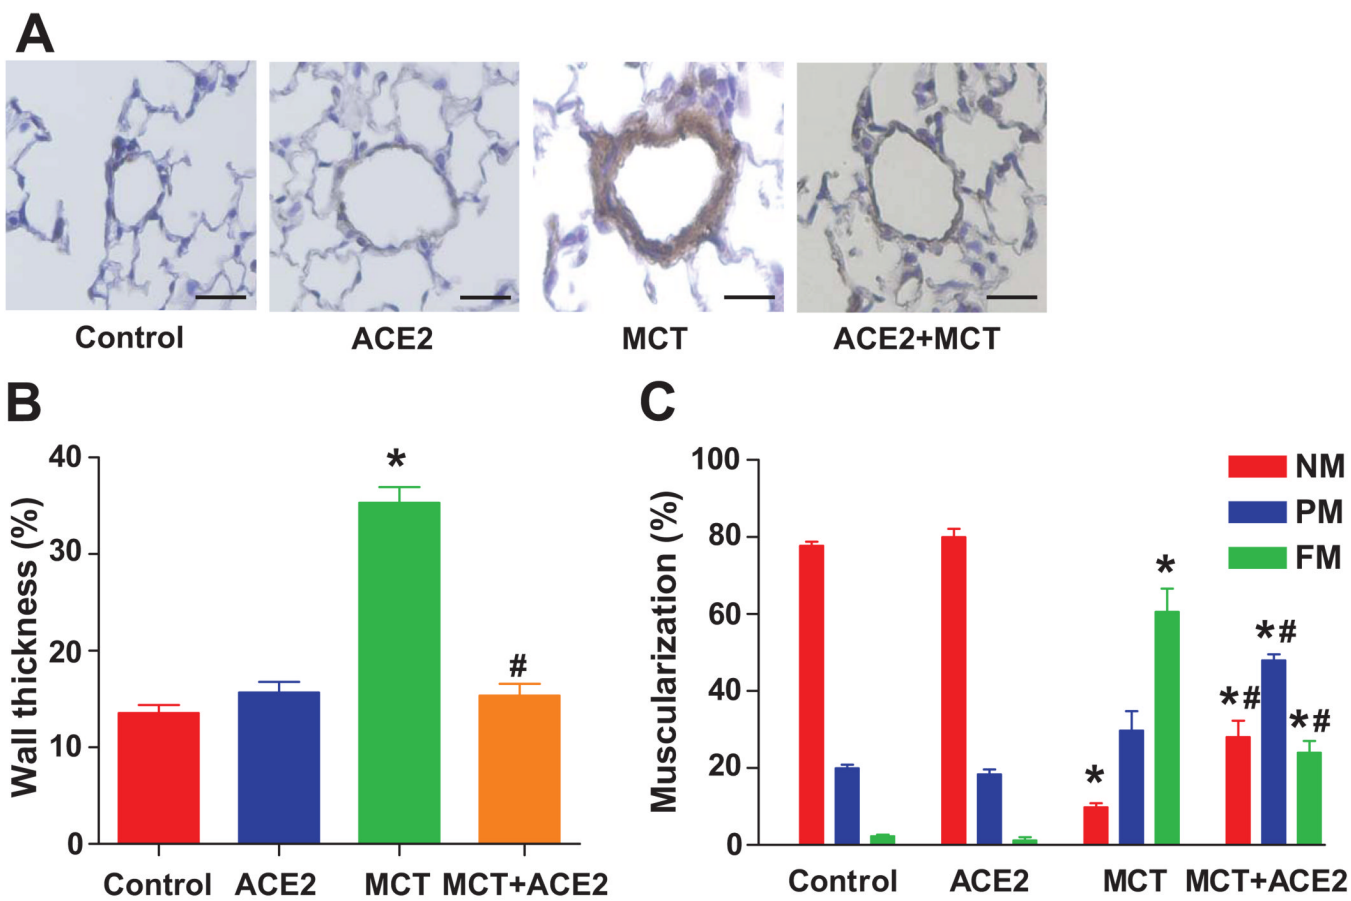 A
Control ACE2 MCT ACE2+MCT
B
Wall thickness (%)
40
30
20
10
0
*
#
Control ACE2 MCT MCT+ACE2
C
Muscularization (%)
100
80
60
40
20
0
NM
PM
FM
*
*
*#
*#
*#
Control ACE2 MCT MCT+ACE2